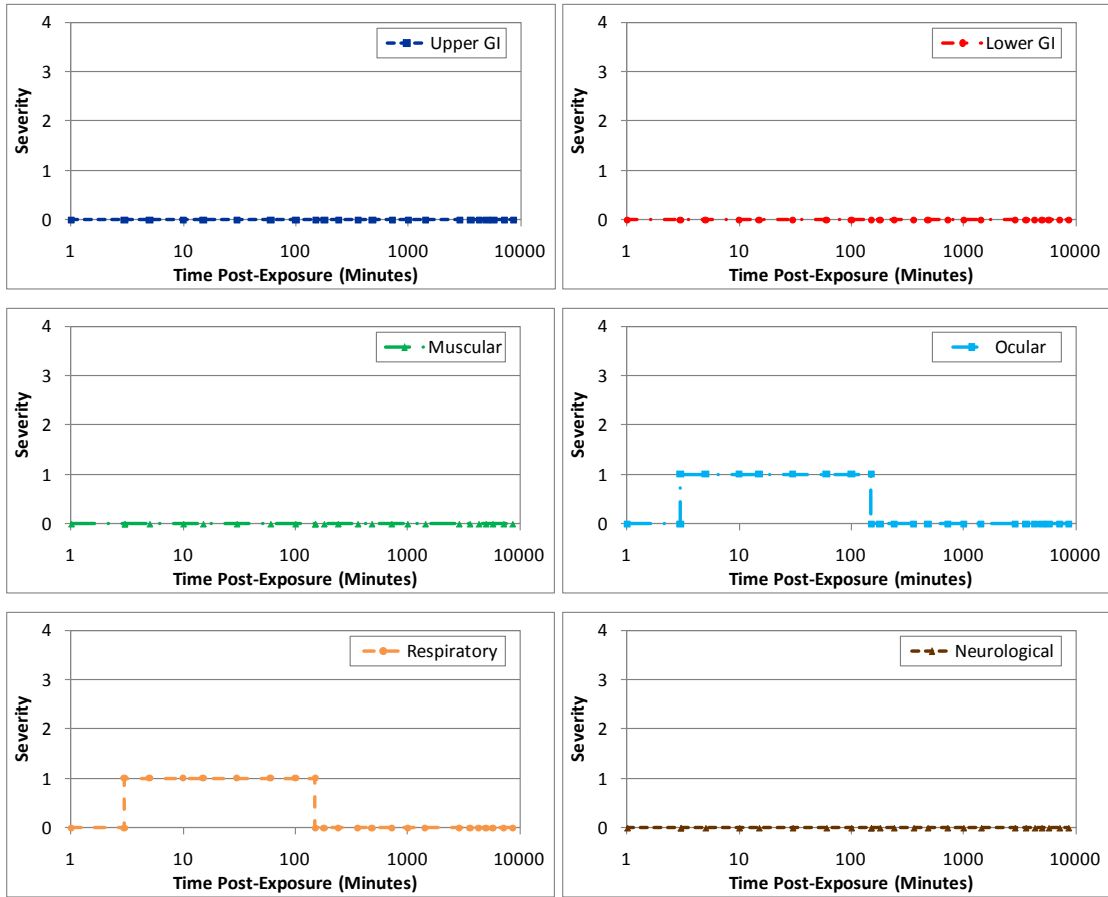 Upper GI
Severity
4
3
2
1
0
1 10 100 1000 10000
Time Post-Exposure (Minutes)
Lower GI
Severity
4
3
2
1
0
1 10 100 1000 10000
Time Post-Exposure (Minutes)
Muscular
Severity
4
3
2
1
0
1 10 100 1000 10000
Time Post-Exposure (Minutes)
Ocular
Severity
4
3
2
1
0
1 10 100 1000 10000
Time Post-Exposure (minutes)
Respiratory
Severity
4
3
2
1
0
1 10 100 1000 10000
Time Post-Exposure (Minutes)
Neurological
Severity
4
3
2
1
0
1 10 100 1000 10000
Time Post-Exposure (Minutes)